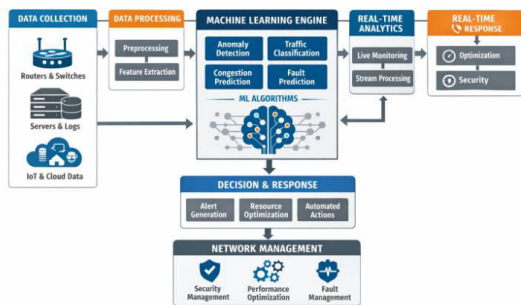 DATA COLLECTION
Routers & Switches
Servers & Logs
IoT & Cloud Data
DATA PROCESSING
Preprocessing
Feature Extraction
MACHINE LEARNING ENGINE
Anomaly
Detection
Traffic
Classification
Congestion
Prediction
Fault
Prediction
ML ALGORITHMS
REAL-TIME
ANALYTICS
Live Monitoring
Stream Processing
REAL-TIME
RESPONSE
Optimization
Security
DECISION & RESPONSE
Alert
Generation
Resource
Optimization
Automated
Actions
NETWORK MANAGEMENT
Security
Management
Performance
Optimization
Fault
Management